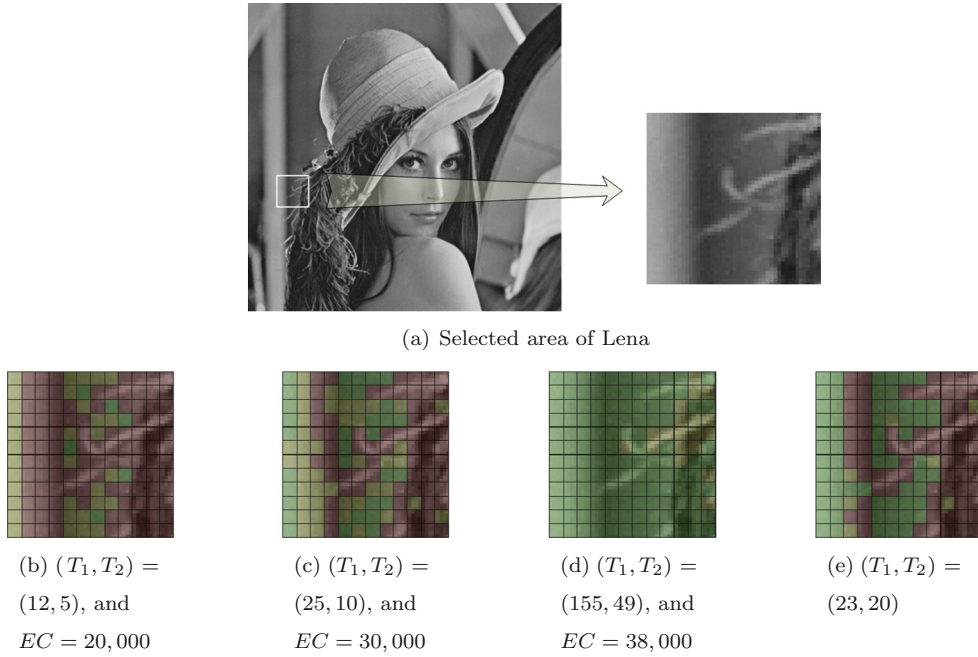 (a) Selected area of Lena
(b) (T₁, T₂) =
(12, 5), and
EC = 20,000
(c) (T₁, T₂) =
(25, 10), and
EC = 30,000
(d) (T₁, T₂) =
(155, 49), and
EC = 38,000
(e) (T₁, T₂) =
(23, 20)